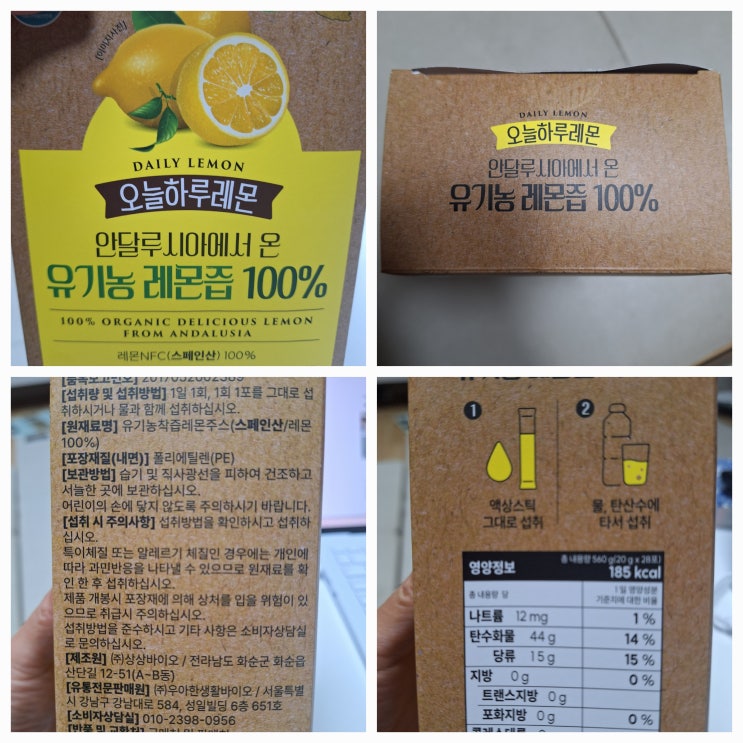 [이미지사진]
DAILY LEMON
오늘하루레몬
안달루시아에서 온
유기농 레몬즙 100%
100% ORGANIC DELICIOUS LEMON
FROM ANDALUSIA
레몬NFC(스페인산) 100%
DAILY LEMON
오늘하루레몬
안달루시아에서 온
유기농 레몬즙 100%
[섭취량 및 섭취방법] 1일 1회, 1회 1포를 그대로 섭
취하시거나 물과 함께 섭취하십시오.
[원재료명] 유기농착즙레몬주스(스페인산/레몬
100%)
[포장재질(내면)] 폴리에틸렌(PE)
[보관방법] 습기 및 직사광선을 피하여 건조하고
서늘한 곳에 보관하십시오.
어린이의 손에 닿지 않도록 주의하시기 바랍니다.
[섭취 시 주의사항] 섭취방법을 확인하시고 섭취하
십시오.
특이체질 또는 알레르기 체질인 경우에는 개인에
따라 과민반응을 나타낼 수 있으므로 원재료를 확
인 한 후 섭취하십시오.
제품 개봉시 포장재에 의해 상처를 입을 위험이 있
으므로 취급시 주의하십시오.
섭취방법을 준수하시고 기타 사항은 소비자상담실
로 문의하십시오.
[제조원] ㈜상상바이오 / 전라남도 화순군 화순읍
산단길 12-51(A-B동)
[유통전문판매원] ㈜우아한생활바이오 / 서울특별
시 강남구 강남대로 584, 성일빌딩 6층 651호
[소비자상담실] 010-2398-0956
1
2
액상스틱
그대로 섭취
물, 탄산수에
타서 섭취
영양정보
총 내용량 560 g(20 g x 28포)
185 kcal
총 내용량 당
1일 영양성분
기준치에 대한 비율
나트륨 12 mg 1 %
탄수화물 44 g 14 %
당류 15 g 15 %
지방 0 g 0 %
트랜스지방 0 g
포화지방 0 g 0 %